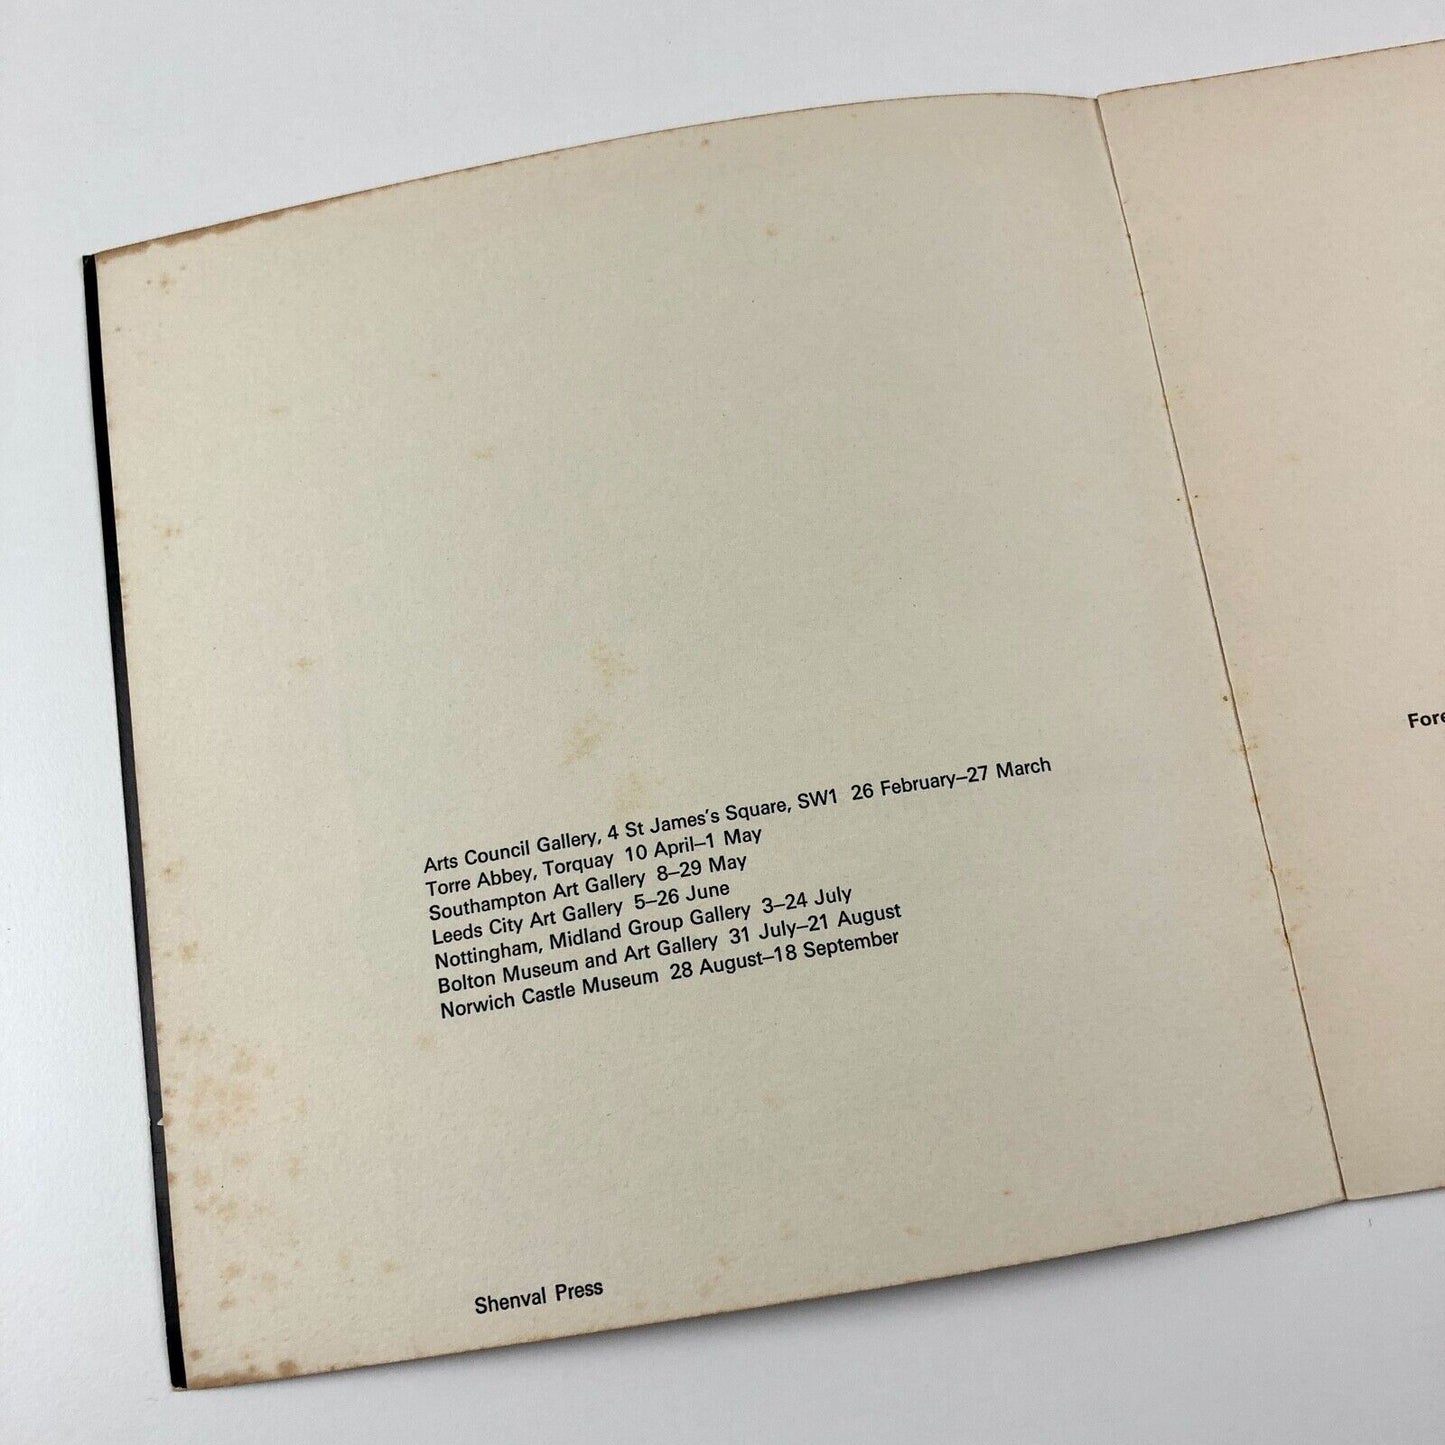 Arts Council Gallery, 4 St James's Square, SW1 26 February–27 March
Torre Abbey, Torquay 10 April–1 May
Southampton Art Gallery 8–29 May
Leeds City Art Gallery 5–26 June
Nottingham, Midland Group Gallery 3–24 July
Bolton Museum and Art Gallery 31 July–21 August
Norwich Castle Museum 28 August–18 September
Shenval Press